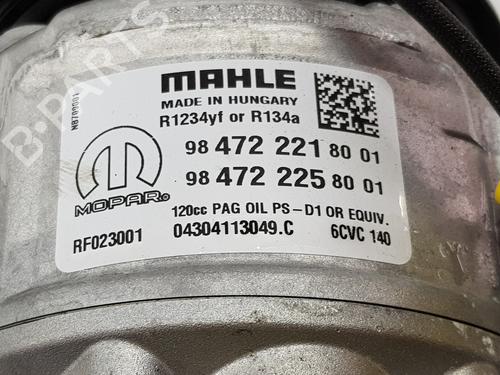 MAHLE
MADE IN HUNGARY
R1234yf or R134a
98 472 221 80 01
98 472 225 80 01
MOPAR®
120cc PAG OIL PS-D1 OR EQUIV.
RF023001 04304113049.C 6CVC 140
B-PARTS